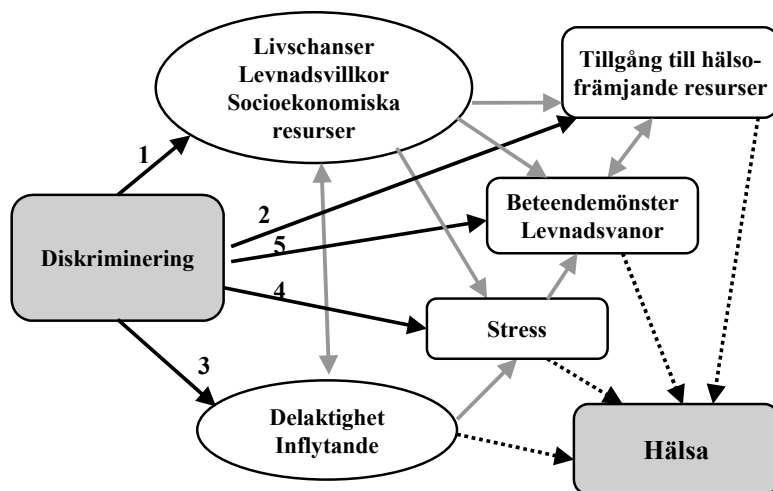 Livschanser
Levnadsvillkor
Socioekonomiska
resurser
Tillgång till hälso-
främjande resurser
1
2
Beteendemönster
Levnadsvanor
5
Diskriminering
4
Stress
3
Delaktighet
Inflytande
Hälsa